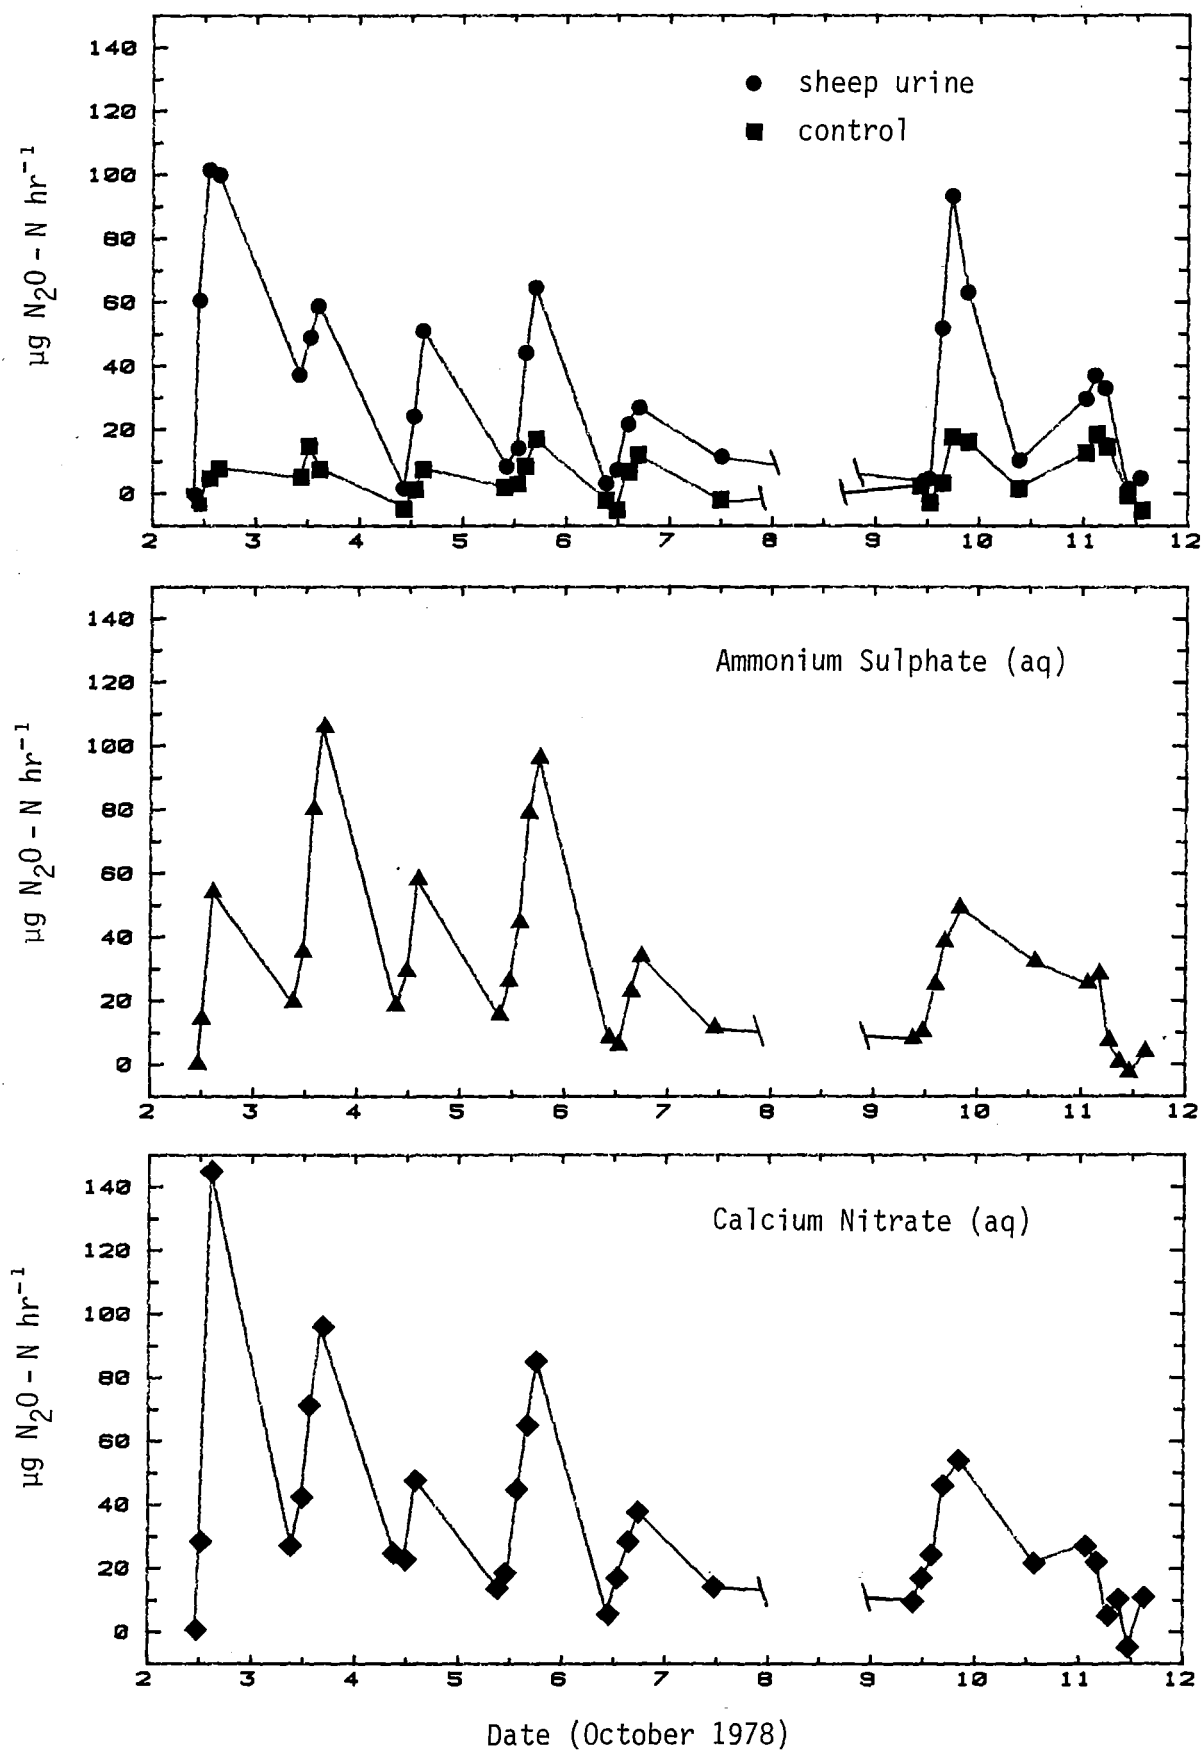 140
120
100
80
60
40
20
0
µg N₂O – N hr⁻¹
● sheep urine
■ control
2 3 4 5 6 7 8 9 10 11 12
140
120
100
80
60
40
20
0
µg N₂O – N hr⁻¹
Ammonium Sulphate (aq)
2 3 4 5 6 7 8 9 10 11 12
140
120
100
80
60
40
20
0
µg N₂O – N hr⁻¹
Calcium Nitrate (aq)
2 3 4 5 6 7 8 9 10 11 12
Date (October 1978)